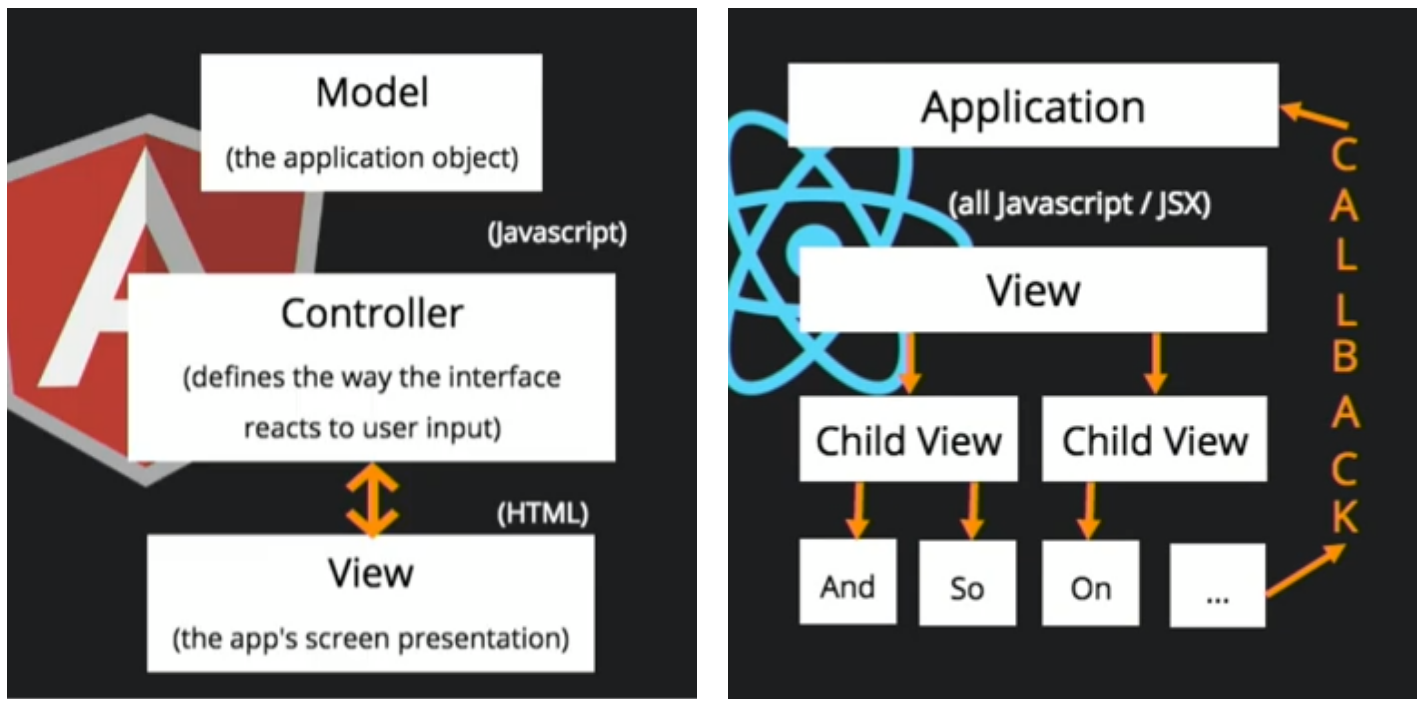 Model
(the application object)
(Javascript)
Controller
(defines the way the interface
reacts to user input)
(HTML)
View
(the app's screen presentation)
Application
(all Javascript / JSX)
View
Child View
Child View
And
So
On
...
CALLBACK